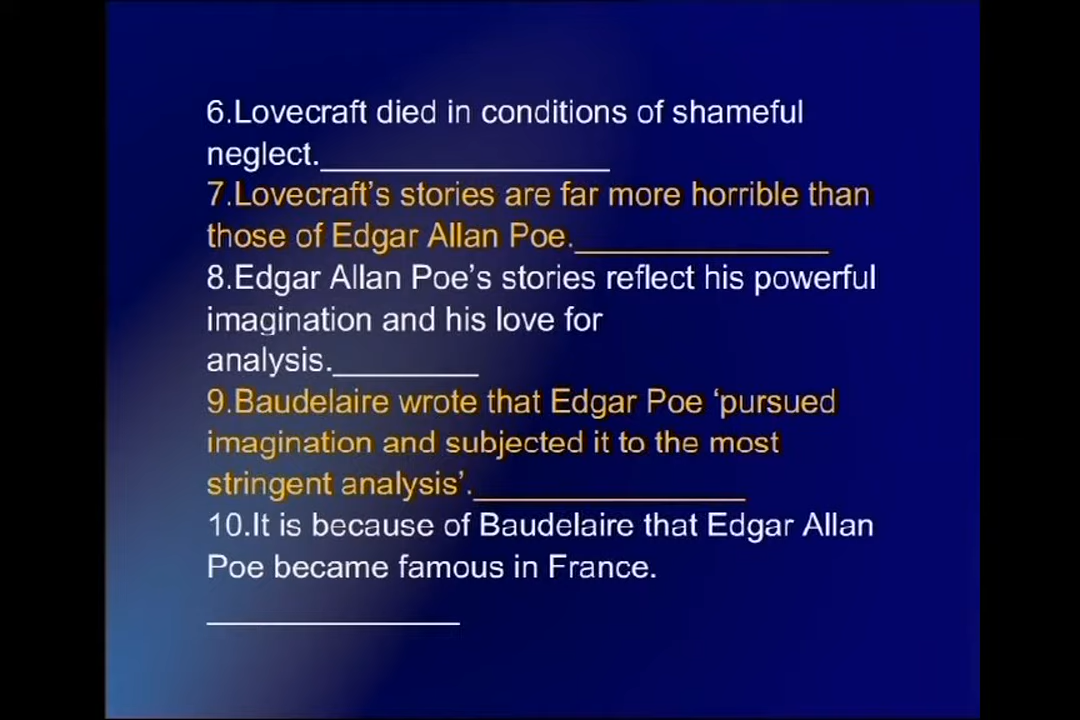 6.Lovecraft died in conditions of shameful
neglect.________________
7.Lovecraft's stories are far more horrible than
those of Edgar Allan Poe.______________
8.Edgar Allan Poe's stories reflect his powerful
imagination and his love for
analysis.________
9.Baudelaire wrote that Edgar Poe 'pursued
imagination and subjected it to the most
stringent analysis'._______________
10.It is because of Baudelaire that Edgar Allan
Poe became famous in France.
______________